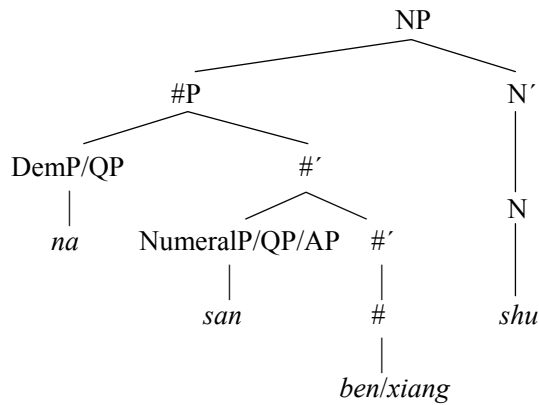 NP
#P N´
DemP/QP #´ N
na NumeralP/QP/AP #´
san # shu
ben/xiang